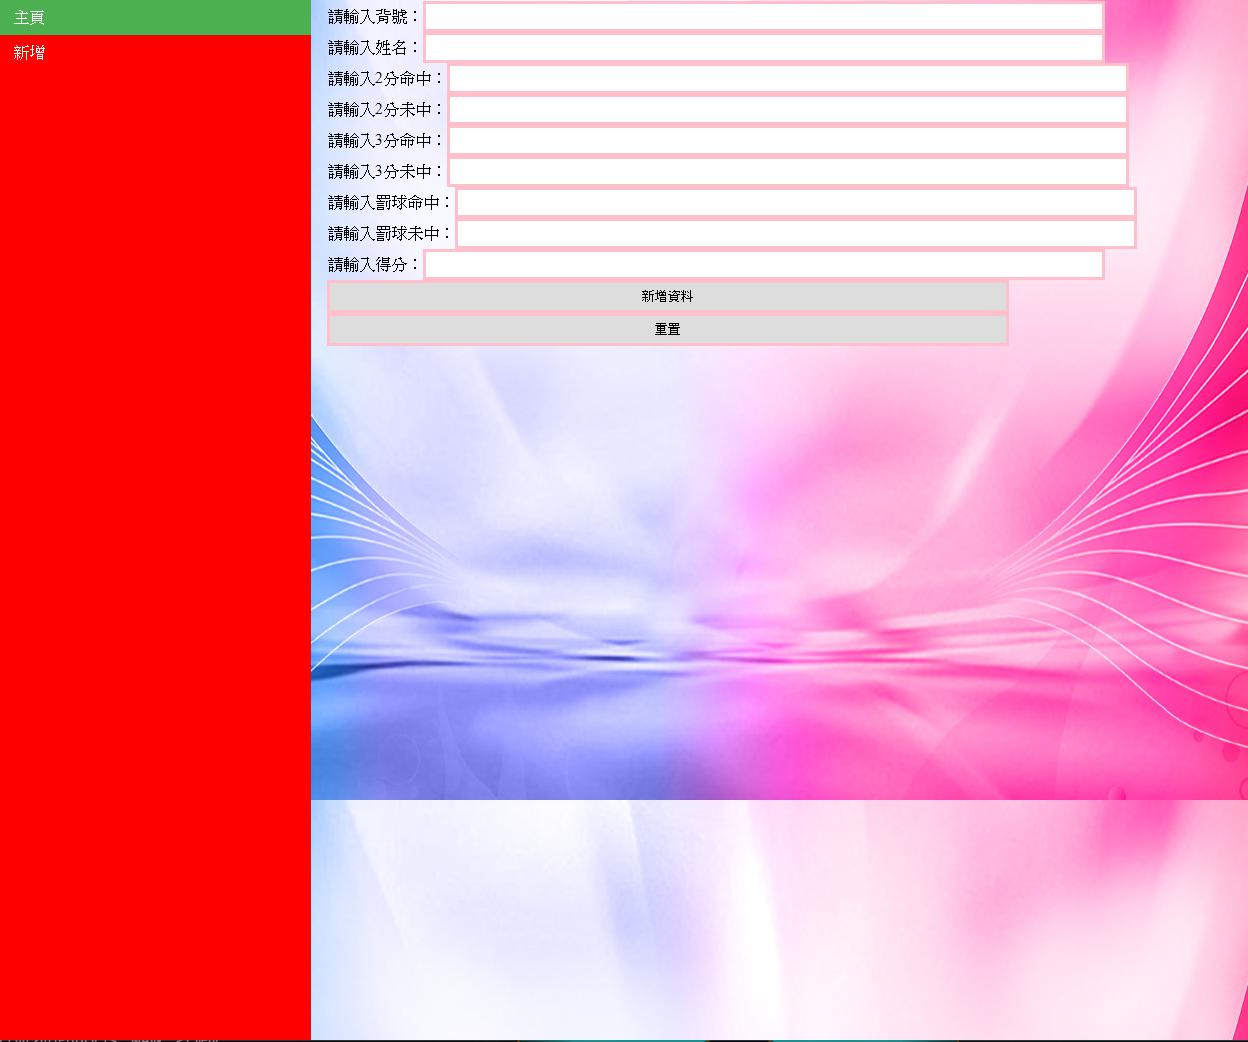 主頁
新增
請輸入背號：
請輸入姓名：
請輸入2分命中：
請輸入2分未中：
請輸入3分命中：
請輸入3分未中：
請輸入罰球命中：
請輸入罰球未中：
請輸入得分：
新增資料
重置